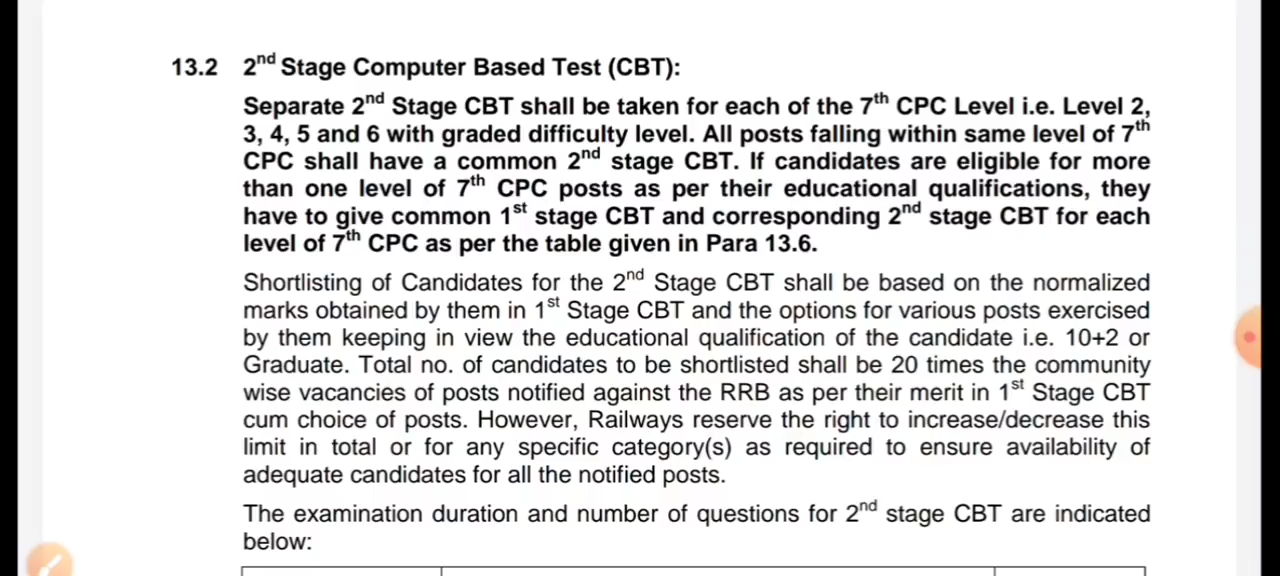 13.2 2nd Stage Computer Based Test (CBT):
Separate 2nd Stage CBT shall be taken for each of the 7th CPC Level i.e. Level 2,
3, 4, 5 and 6 with graded difficulty level. All posts falling within same level of 7th
CPC shall have a common 2nd stage CBT. If candidates are eligible for more
than one level of 7th CPC posts as per their educational qualifications, they
have to give common 1st stage CBT and corresponding 2nd stage CBT for each
level of 7th CPC as per the table given in Para 13.6.
Shortlisting of Candidates for the 2nd Stage CBT shall be based on the normalized
marks obtained by them in 1st Stage CBT and the options for various posts exercised
by them keeping in view the educational qualification of the candidate i.e. 10+2 or
Graduate. Total no. of candidates to be shortlisted shall be 20 times the community
wise vacancies of posts notified against the RRB as per their merit in 1st Stage CBT
cum choice of posts. However, Railways reserve the right to increase/decrease this
limit in total or for any specific category(s) as required to ensure availability of
adequate candidates for all the notified posts.
The examination duration and number of questions for 2nd stage CBT are indicated
below: